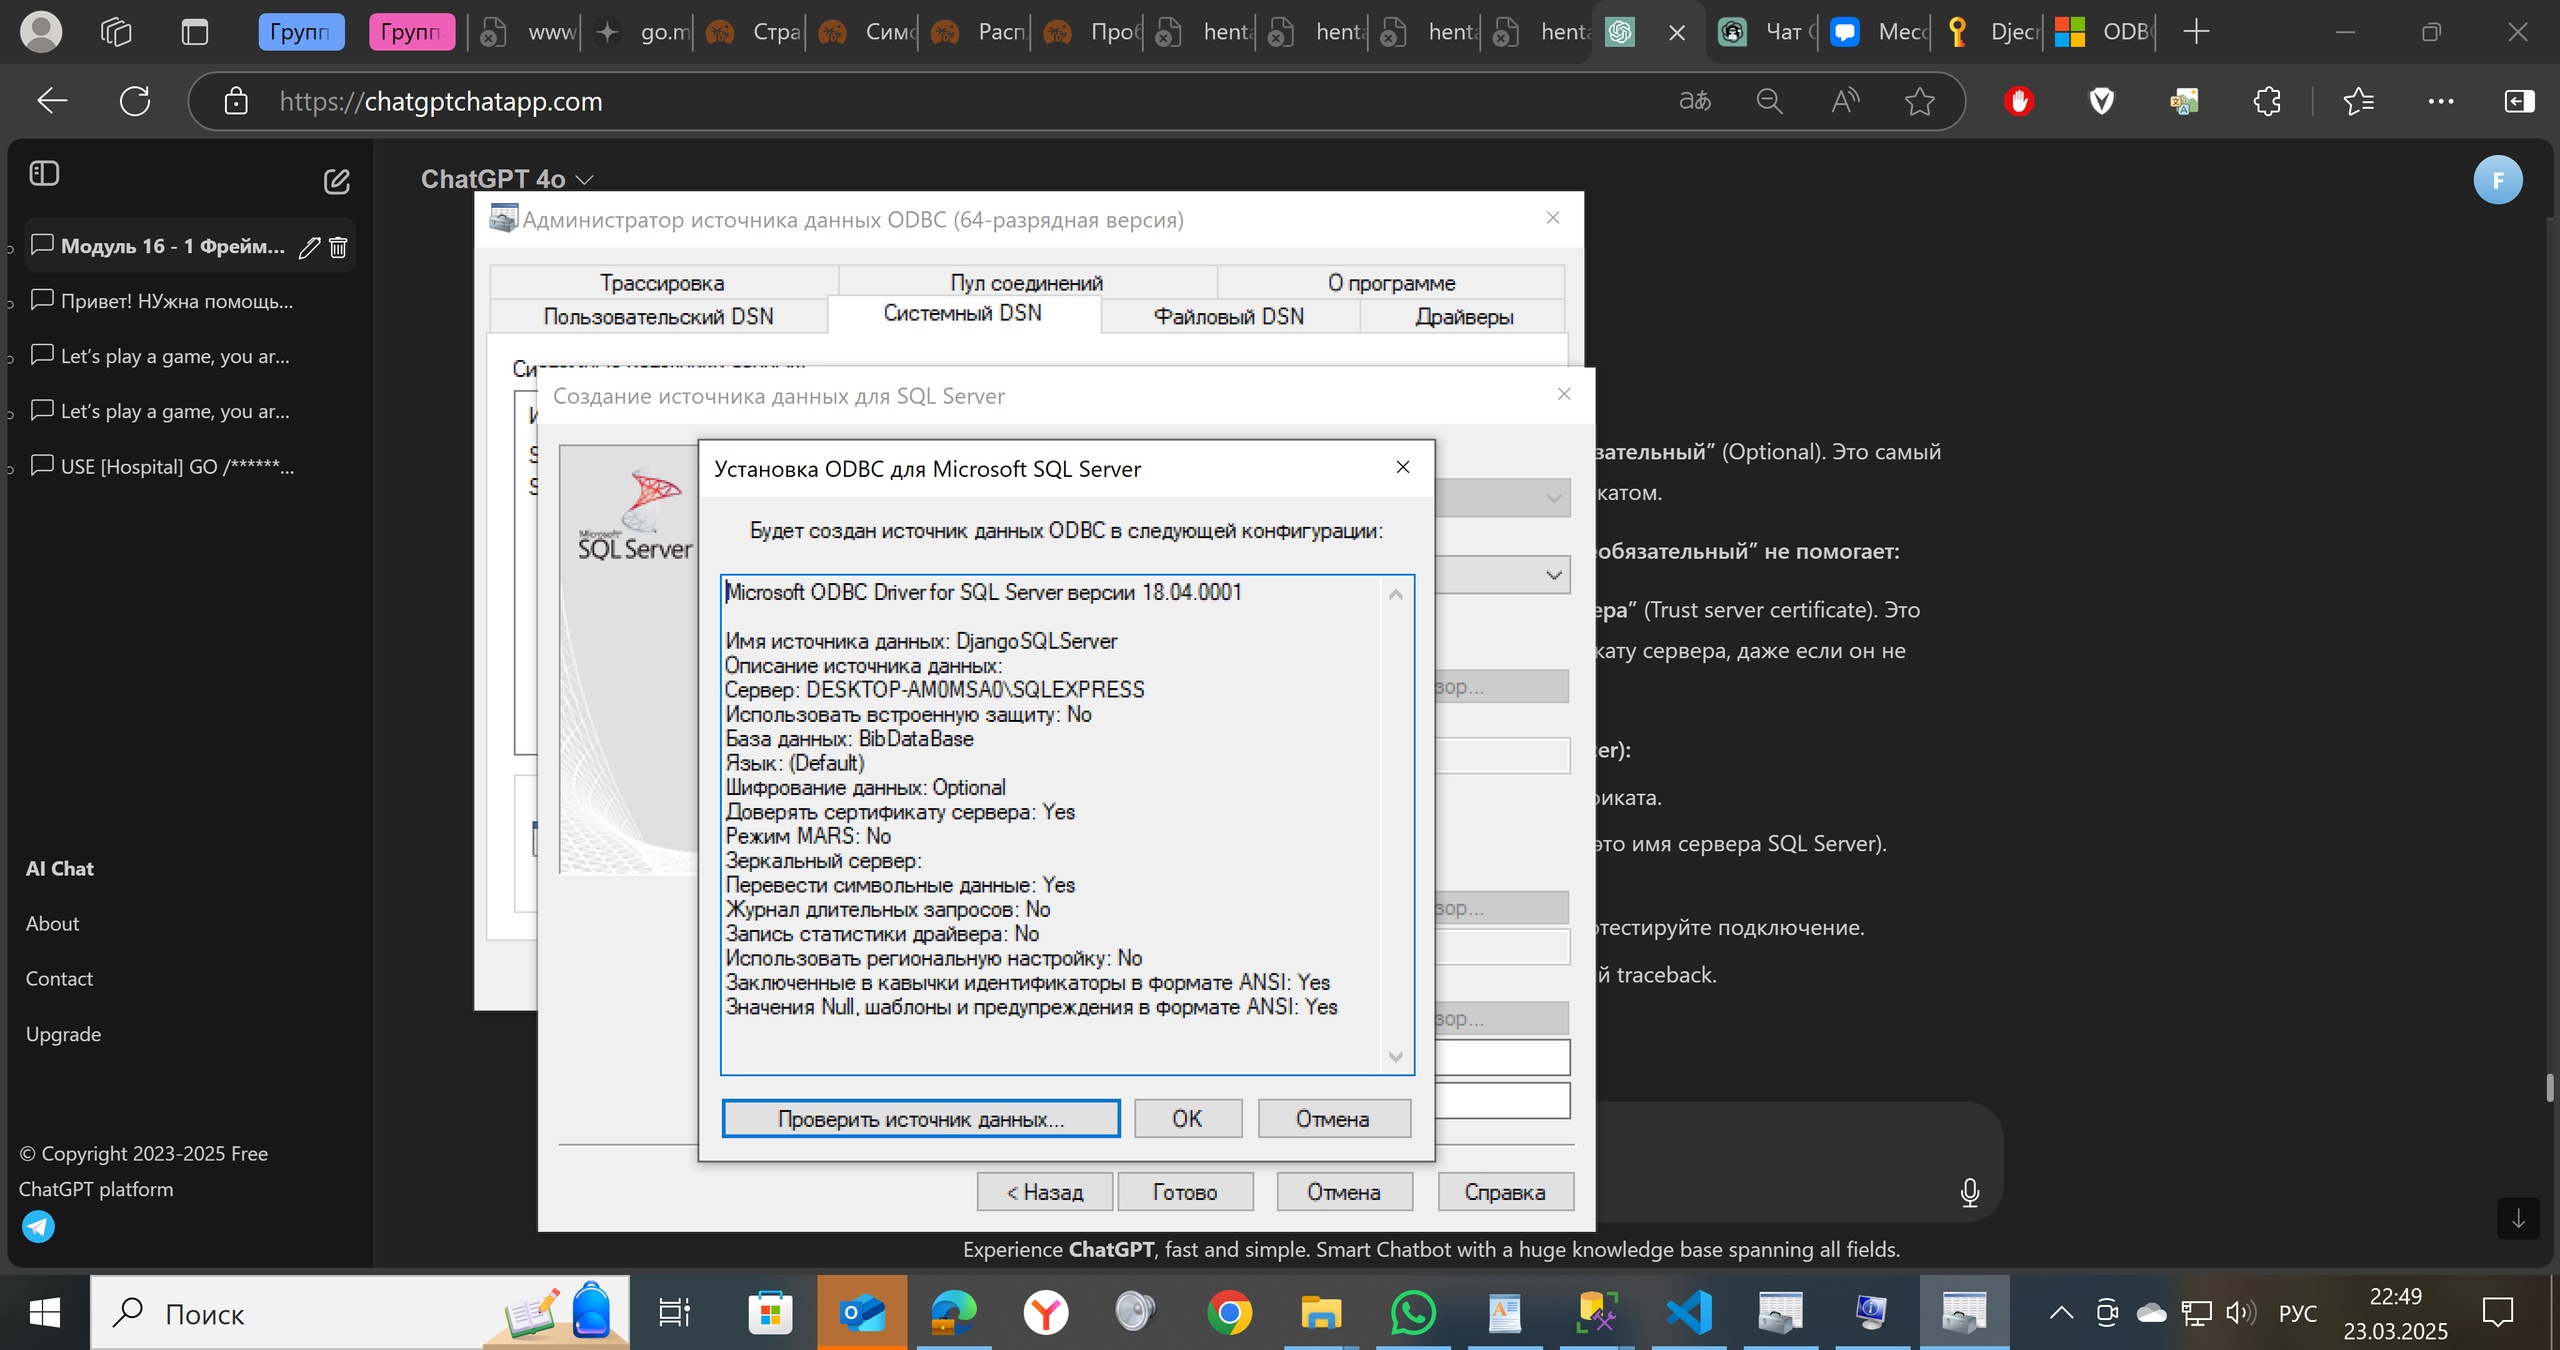 Групп
Групп
www
go.m
Стра
Симс
Расп
Про
hent
hent
hent
hent
Чат
Месс
Djecr
ODB
https://chatgptchatapp.com
ChatGPT 4o
F
Модуль 16 - 1 Фрейм...
Привет! НУжна помощь...
Let's play a game, you ar...
Let's play a game, you ar...
USE [Hospital] GO /******...
AI Chat
About
Contact
Upgrade
© Copyright 2023-2025 Free
ChatGPT platform
Администратор источника данных ODBC (64-разрядная версия)
Трассировка
Пул соединений
О программе
Пользовательский DSN
Системный DSN
Файловый DSN
Драйверы
Создание источника данных для SQL Server
Microsoft
SQL Server
Установка ODBC для Microsoft SQL Server
Будет создан источник данных ODBC в следующей конфигурации:
Microsoft ODBC Driver for SQL Server версии 18.04.0001
Имя источника данных: DjangoSQLServer
Описание источника данных:
Сервер: DESKTOP-AM0MSA0\SQLEXPRESS
Использовать встроенную защиту: No
База данных: BibDataBase
Язык: (Default)
Шифрование данных: Optional
Доверять сертификату сервера: Yes
Режим MARS: No
Зеркальный сервер:
Перевести символьные данные: Yes
Журнал длительных запросов: No
Запись статистики драйвера: No
Использовать региональную настройку: No
Заключенные в кавычки идентификаторы в формате ANSI: Yes
Значения Null, шаблоны и предупреждения в формате ANSI: Yes
Проверить источник данных...
OK
Отмена
зор...
зор...
зор...
< Назад
Готово
Отмена
Справка
зательный” (Optional). Это самый
катом.
обязательный” не помогает:
ера” (Trust server certificate). Это
кату сервера, даже если он не
er):
иката.
это имя сервера SQL Server).
отестируйте подключение.
й traceback.
Experience ChatGPT, fast and simple. Smart Chatbot with a huge knowledge base spanning all fields.
Поиск
РУС
22:49
23.03.2025